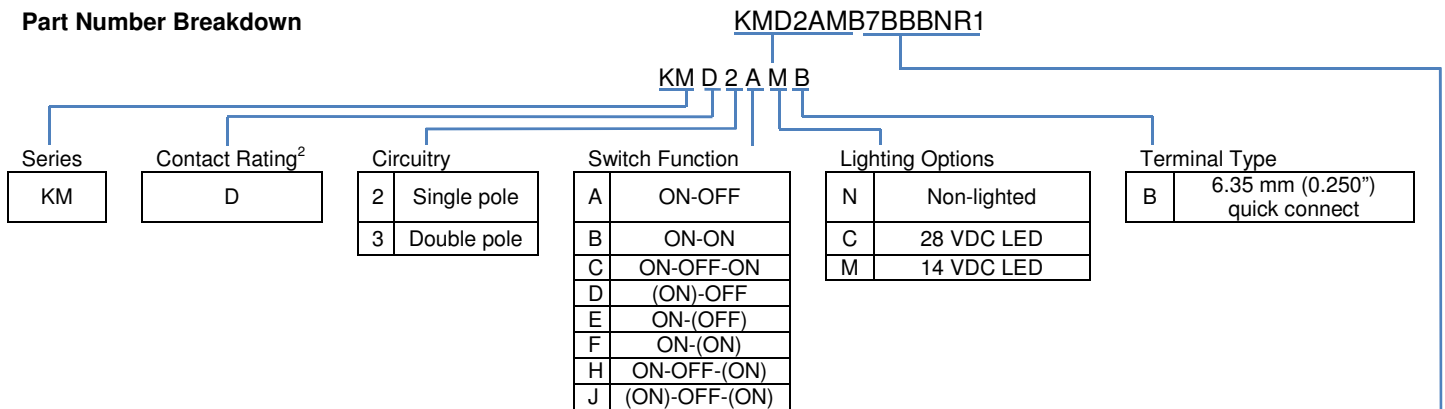 Part Number Breakdown
KMD2AMB7BBBNR1
KM D 2 A M B
Series
KM
Contact Rating2
D
Circuitry
2 Single pole
3 Double pole
Switch Function
A ON-OFF
B ON-ON
C ON-OFF-ON
D (ON)-OFF
E ON-(OFF)
F ON-(ON)
H ON-OFF-(ON)
J (ON)-OFF-(ON)
Lighting Options
N Non-lighted
C 28 VDC LED
M 14 VDC LED
Terminal Type
B 6.35 mm (0.250”)
quick connect